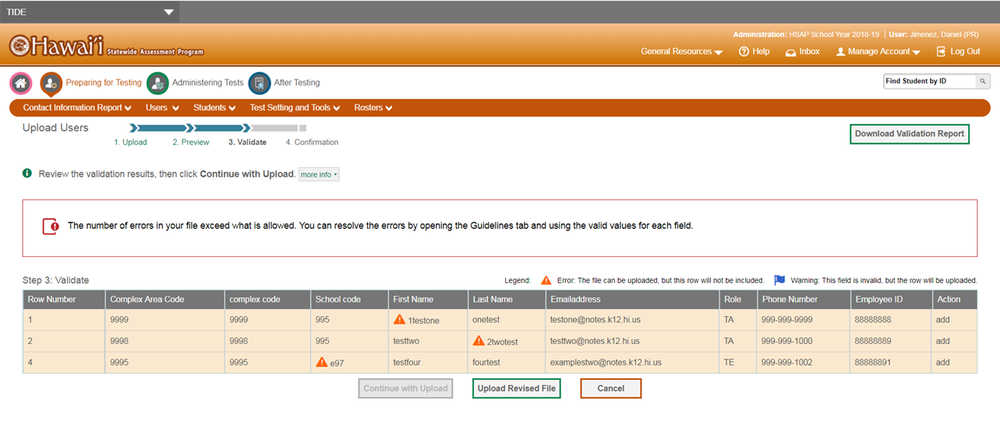 TIDE
Administration: HSAP School Year 2018-19 | User: Jimenez, Daniel (PR)
Hawai'i Statewide Assessment Program
General Resources Help Inbox Manage Account Log Out
Preparing for Testing Administering Tests After Testing Find Student by ID
Contact Information Report Users Students Test Setting and Tools Rosters
Upload Users
1. Upload 2. Preview 3. Validate 4. Confirmation
Download Validation Report
Review the validation results, then click Continue with Upload. more info
The number of errors in your file exceed what is allowed. You can resolve the errors by opening the Guidelines tab and using the valid values for each field.
Step 3: Validate Legend: Error: The file can be uploaded, but this row will not be included. Warning: This field is invalid, but the row will be uploaded.
Row Number Complex Area Code complex code School code First Name Last Name Emailaddress Role Phone Number Employee ID Action
1 9999 9999 995 1testone onetest testone@notes.k12.hi.us TA 999-999-9999 88888888 add
2 9998 9998 995 testtwo 2twotest testtwo@notes.k12.hi.us TA 999-999-1000 88888889 add
4 9995 9995 e97 testfour fourtest examplestwo@notes.k12.hi.us TE 999-999-1002 88888891 add
Continue with Upload Upload Revised File Cancel